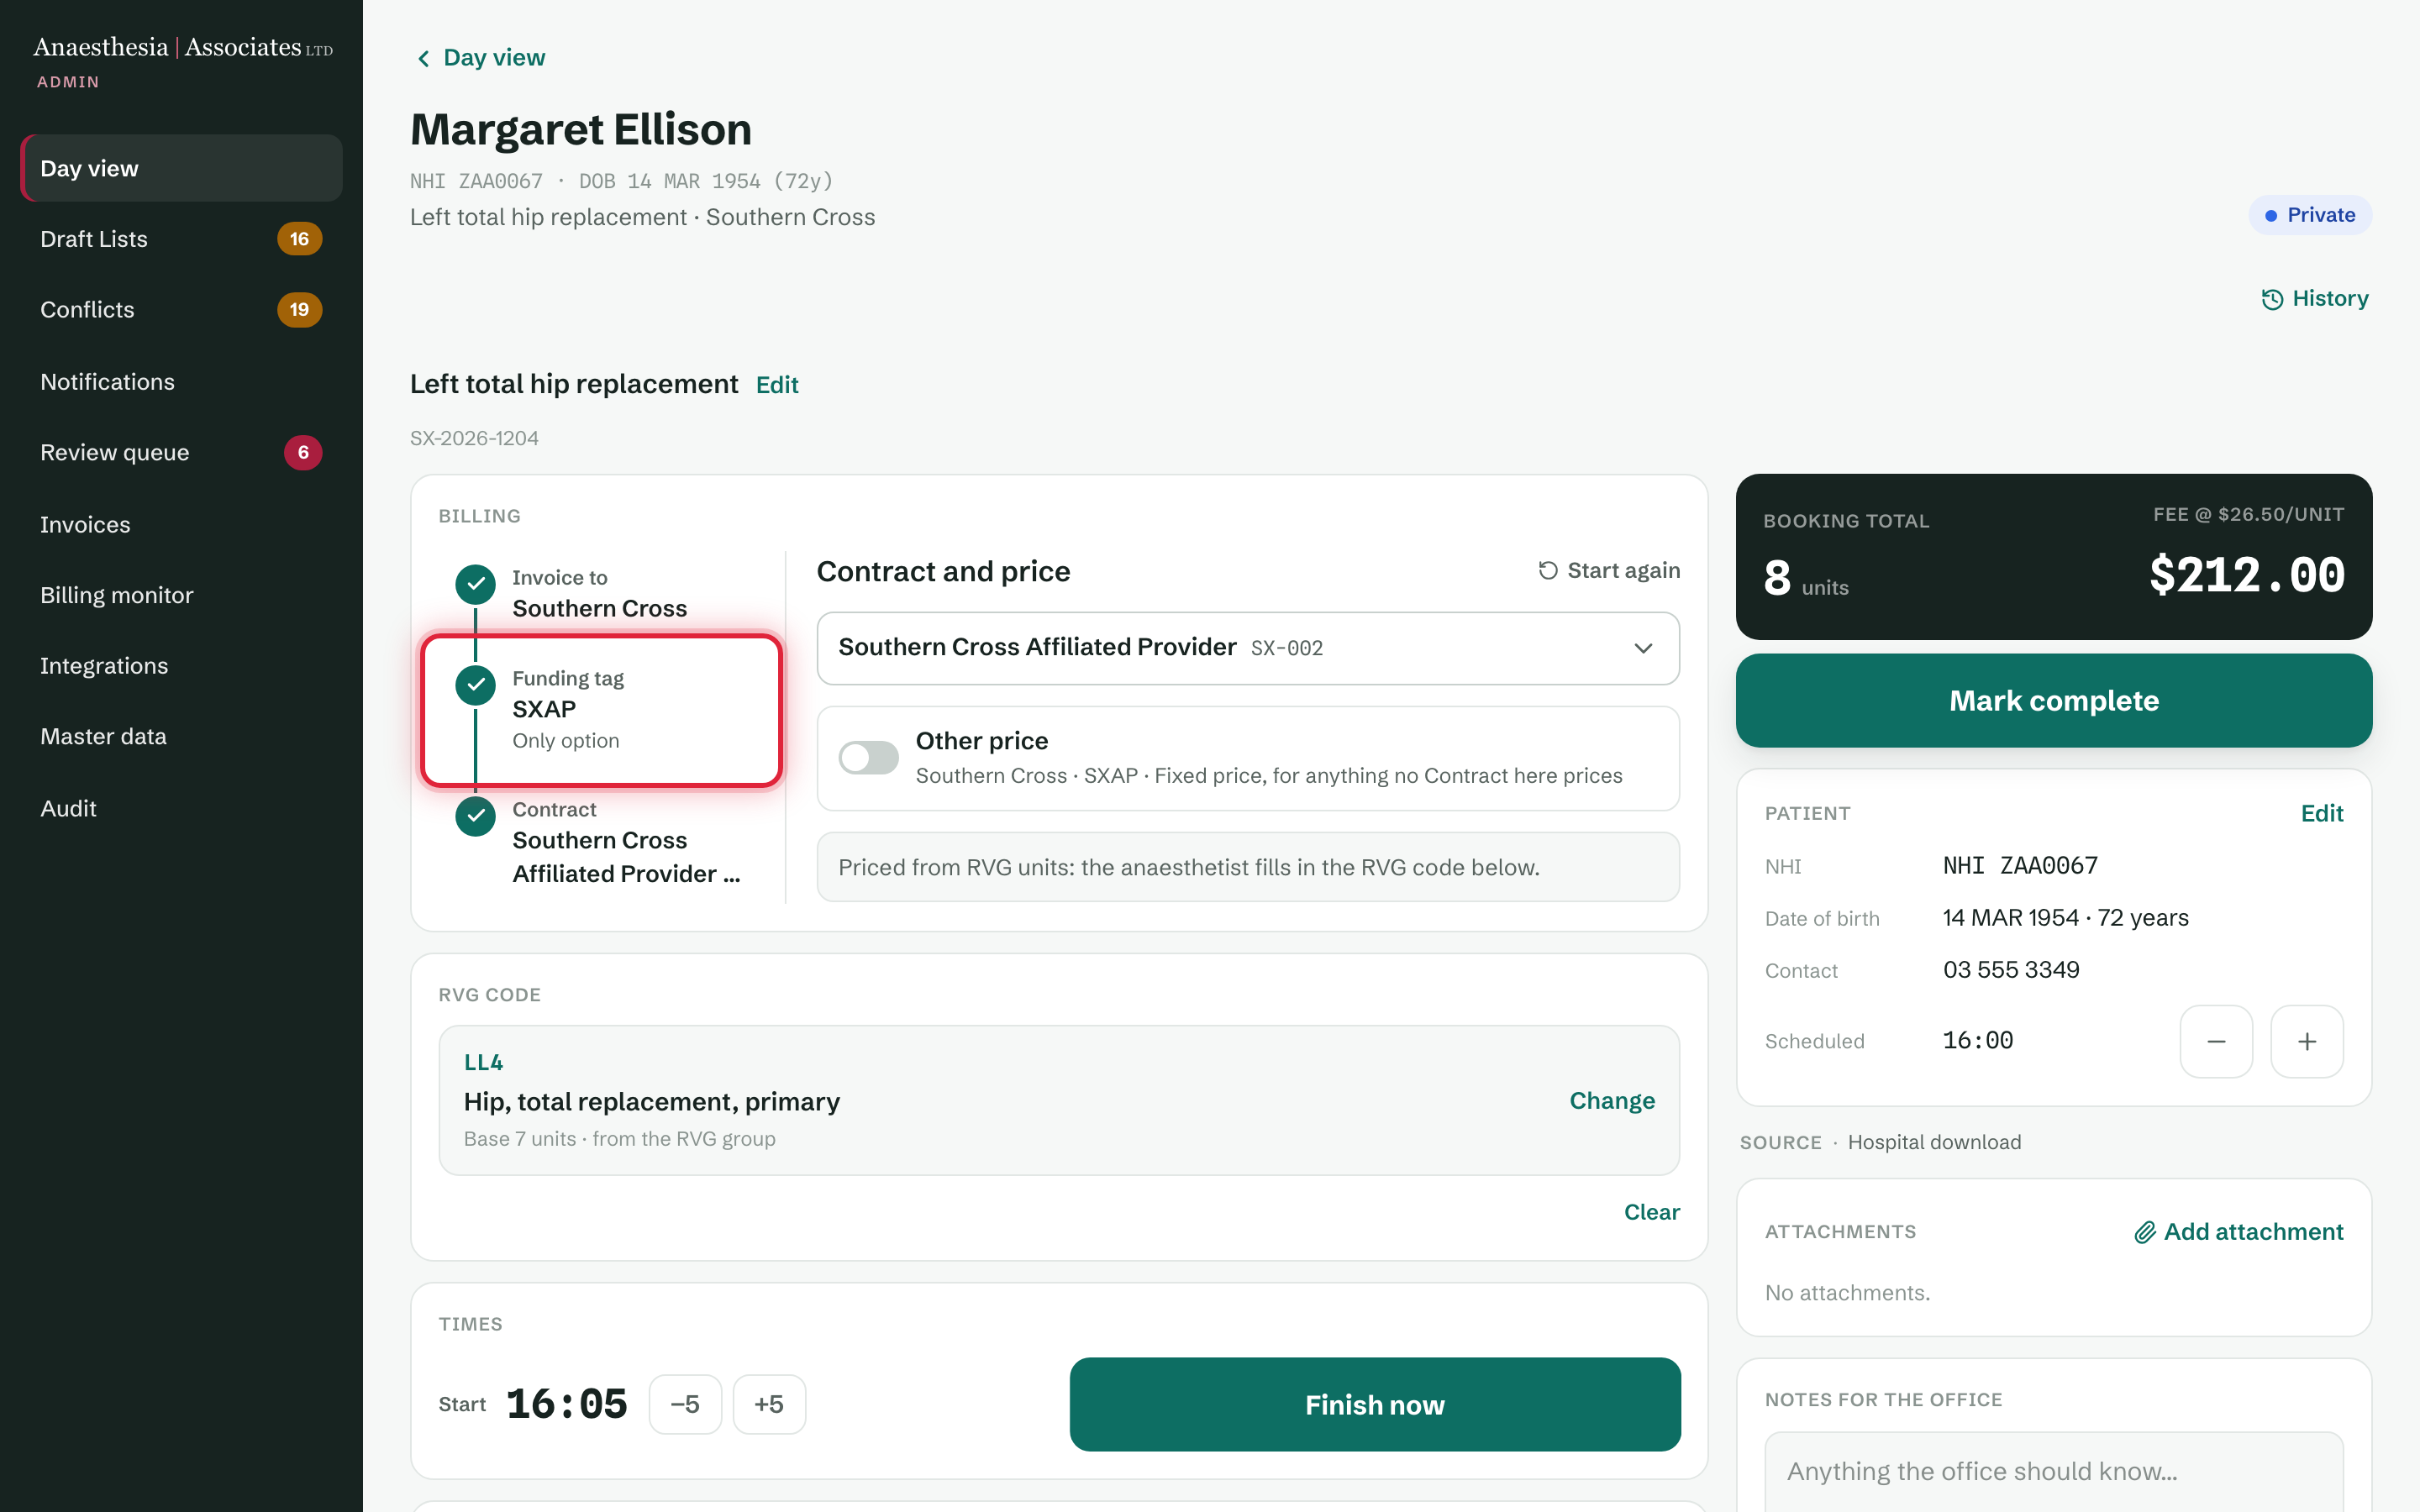 Anaesthesia | Associates LTD
ADMIN
Day view
Draft Lists 16
Conflicts 19
Notifications
Review queue 6
Invoices
Billing monitor
Integrations
Master data
Audit
Day view
Margaret Ellison
NHI ZAA0067 · DOB 14 MAR 1954 (72y)
Left total hip replacement · Southern Cross
Private
History
Left total hip replacement Edit
SX-2026-1204
BILLING
Invoice to
Southern Cross
Funding tag
SXAP
Only option
Contract
Southern Cross
Affiliated Provider ...
Contract and price
Start again
Southern Cross Affiliated Provider SX-002
Other price
Southern Cross · SXAP · Fixed price, for anything no Contract here prices
Priced from RVG units: the anaesthetist fills in the RVG code below.
RVG CODE
LL4
Hip, total replacement, primary
Base 7 units · from the RVG group
Change
Clear
TIMES
Start 16:05 −5 +5
Finish now
BOOKING TOTAL FEE @ $26.50/UNIT
8 units $212.00
Mark complete
PATIENT Edit
NHI NHI ZAA0067
Date of birth 14 MAR 1954 · 72 years
Contact 03 555 3349
Scheduled 16:00 − +
SOURCE · Hospital download
ATTACHMENTS Add attachment
No attachments.
NOTES FOR THE OFFICE
Anything the office should know...